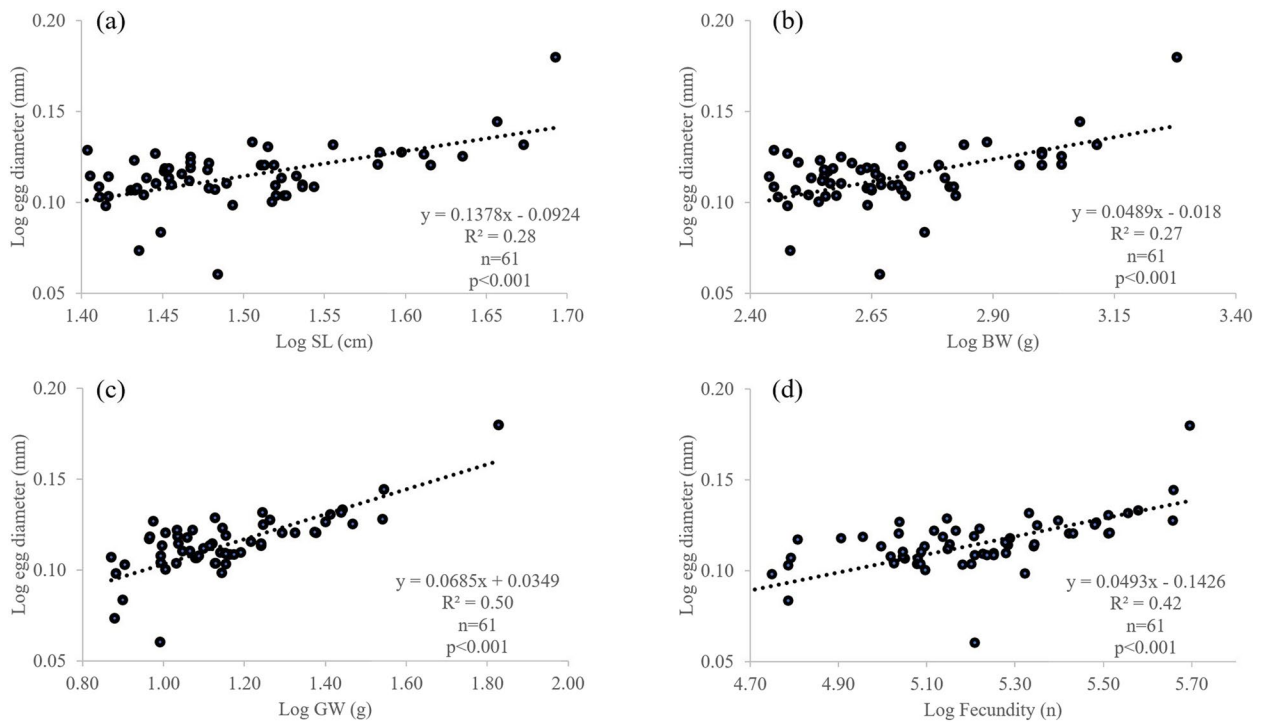 (a)
0.20
0.15
0.10
0.05
Log egg diameter (mm)
y = 0.1378x - 0.0924
R² = 0.28
n=61
p<0.001
1.40 1.45 1.50 1.60 1.65 1.70
Log SL (cm)
(b)
0.20
0.15
0.10
0.05
Log egg diameter (mm)
y = 0.0489x - 0.018
R² = 0.27
n=61
p<0.001
2.40 2.65 2.90 3.15 3.40
Log BW (g)
(c)
0.20
0.15
0.10
0.05
Log egg diameter (mm)
y = 0.0685x + 0.0349
R² = 0.50
n=61
p<0.001
0.80 1.00 1.20 1.40 1.60 1.80 2.00
Log GW (g)
(d)
0.20
0.15
0.10
0.05
Log egg diameter (mm)
y = 0.0493x - 0.1426
R² = 0.42
n=61
p<0.001
4.70 4.90 5.10 5.30 5.50 5.70
Log Fecundity (n)